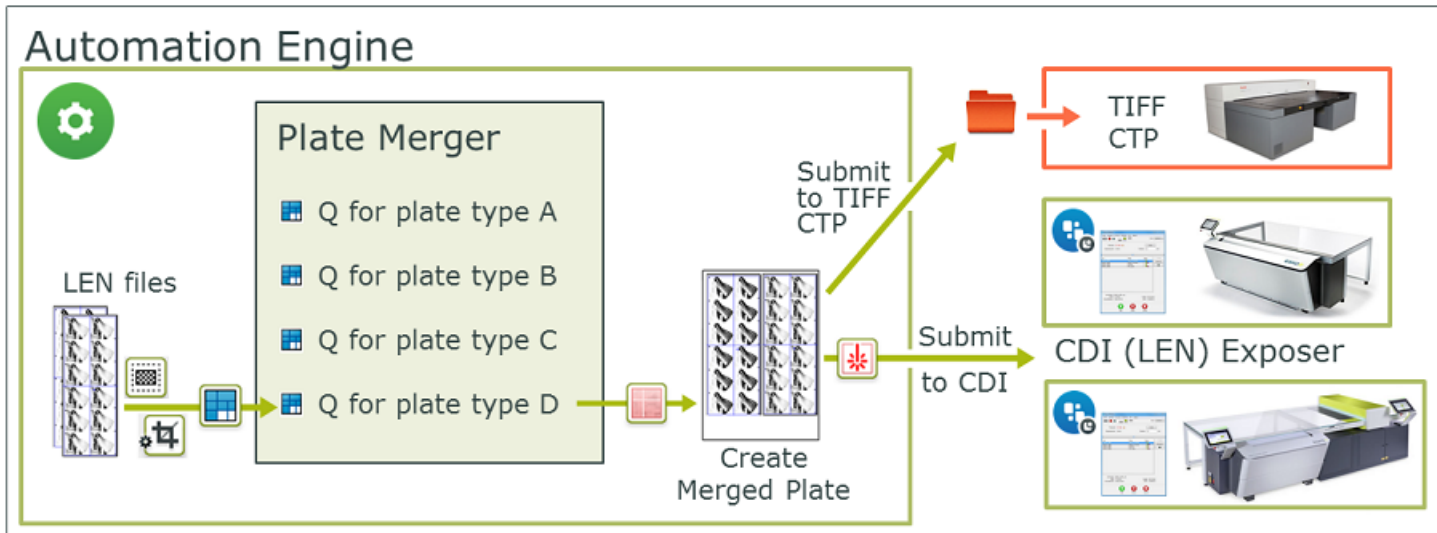 Automation Engine
Plate Merger
Q for plate type A
Q for plate type B
Q for plate type C
Q for plate type D
LEN files
Create
Merged Plate
Submit
to TIFF
CTP
TIFF
CTP
Submit
to CDI
CDI (LEN) Exposer